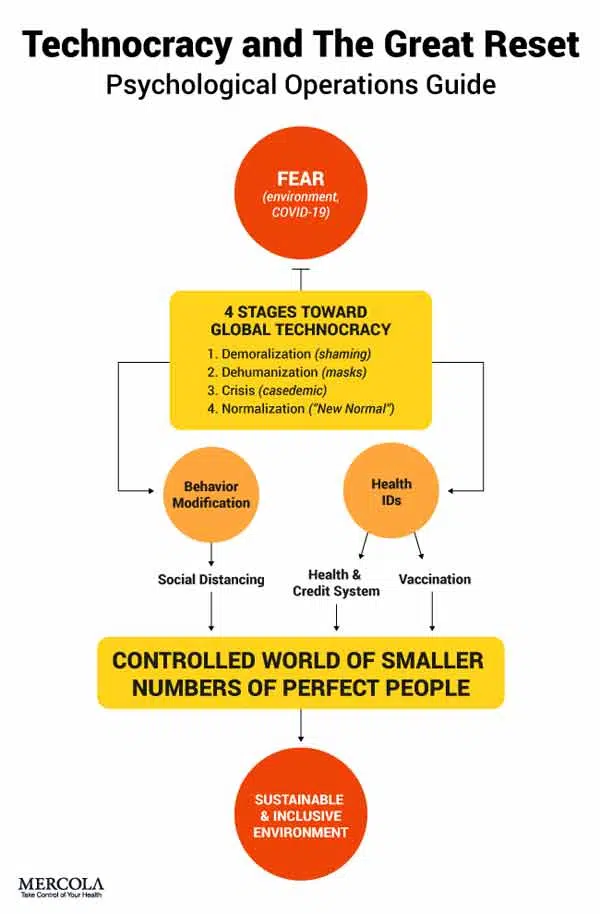 Technocracy and The Great Reset
Psychological Operations Guide
FEAR
(environment,
COVID-19)
4 STAGES TOWARD
GLOBAL TECHNOCRACY
1. Demoralization (shaming)
2. Dehumanization (masks)
3. Crisis (casedemic)
4. Normalization ("New Normal")
Behavior
Modification
Health
IDs
Social Distancing
Health &
Credit System
Vaccination
CONTROLLED WORLD OF SMALLER
NUMBERS OF PERFECT PEOPLE
SUSTAINABLE
& INCLUSIVE
ENVIRONMENT
MERCOLA
Take Control of Your Health